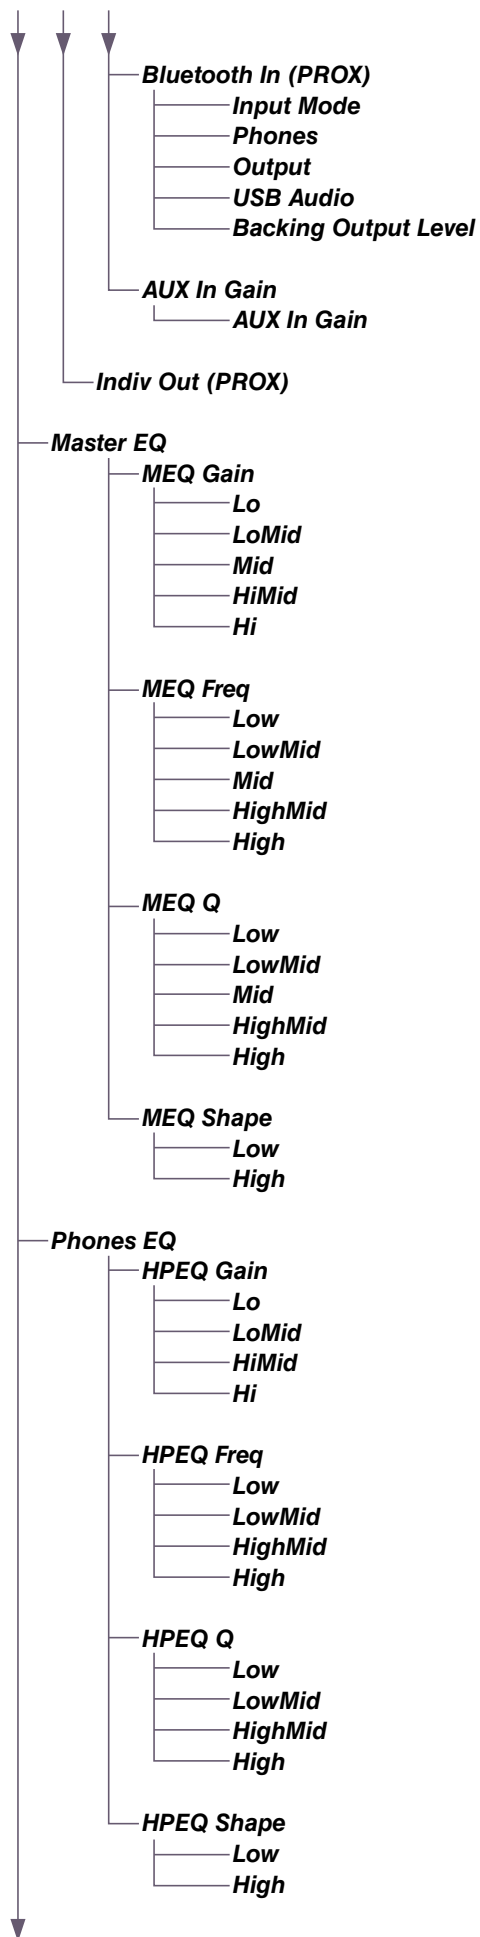 Bluetooth In (PROX)
Input Mode
Phones
Output
USB Audio
Backing Output Level
AUX In Gain
AUX In Gain
Indiv Out (PROX)
Master EQ
MEQ Gain
Lo
LoMid
Mid
HiMid
Hi
MEQ Freq
Low
LowMid
Mid
HighMid
High
MEQ Q
Low
LowMid
Mid
HighMid
High
MEQ Shape
Low
High
Phones EQ
HPEQ Gain
Lo
LoMid
HiMid
Hi
HPEQ Freq
Low
LowMid
HighMid
High
HPEQ Q
Low
LowMid
HighMid
High
HPEQ Shape
Low
High